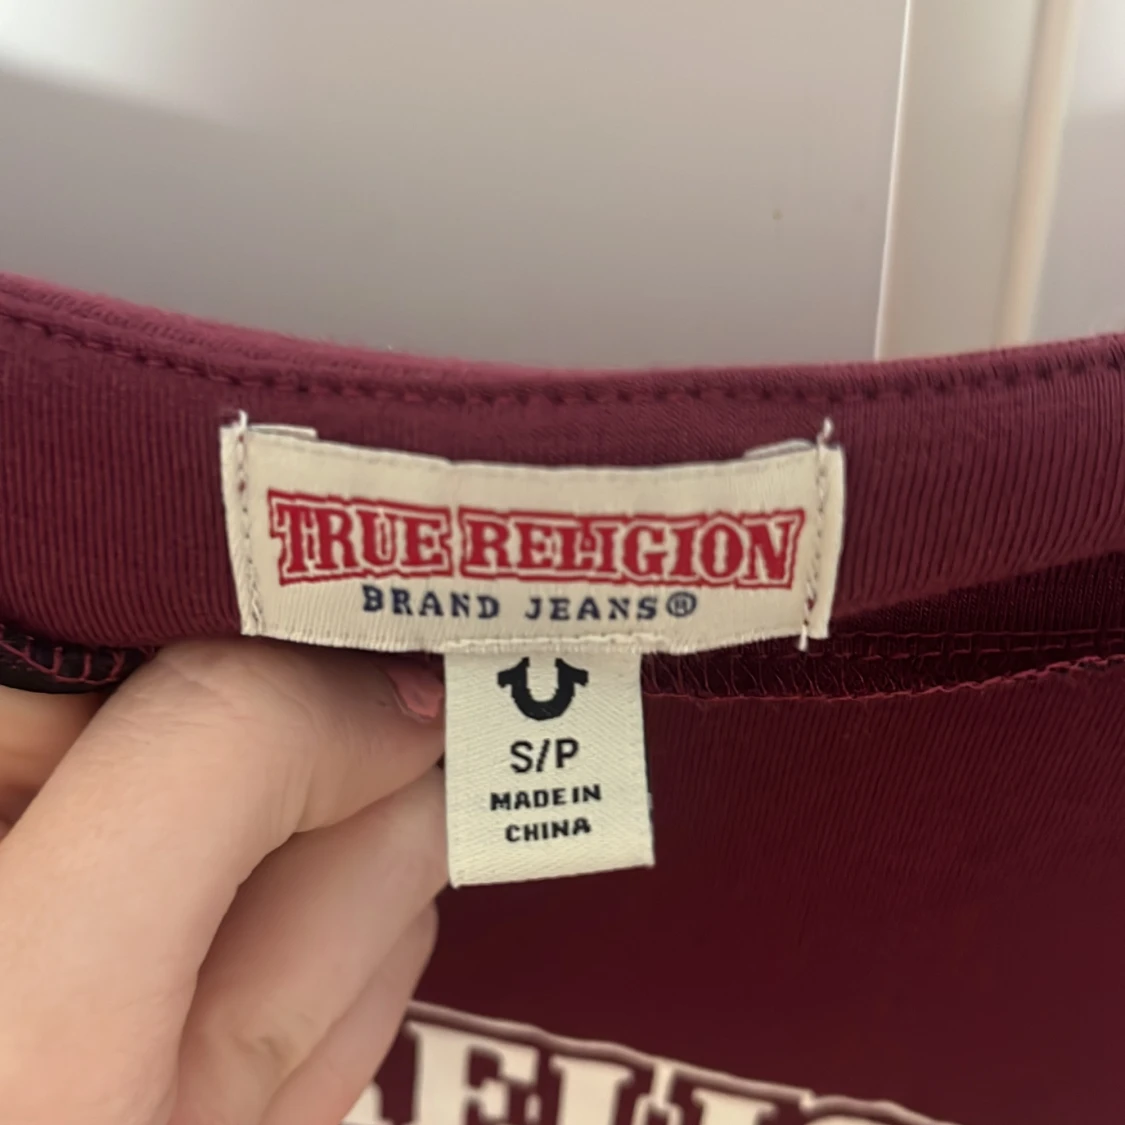 TRUE RELIGION
BRAND JEANS®
S/P
MADE IN
CHINA